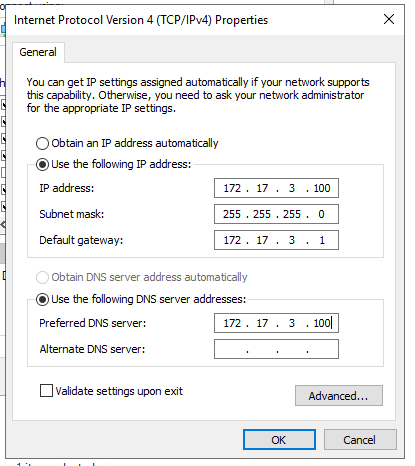 Internet Protocol Version 4 (TCP/IPv4) Properties
General
You can get IP settings assigned automatically if your network supports
this capability. Otherwise, you need to ask your network administrator
for the appropriate IP settings.
Obtain an IP address automatically
Use the following IP address:
IP address: 172 . 17 . 3 . 100
Subnet mask: 255 . 255 . 255 . 0
Default gateway: 172 . 17 . 3 . 1
Obtain DNS server address automatically
Use the following DNS server addresses:
Preferred DNS server: 172 . 17 . 3 . 100
Alternate DNS server: . . .
Validate settings upon exit
Advanced...
OK Cancel